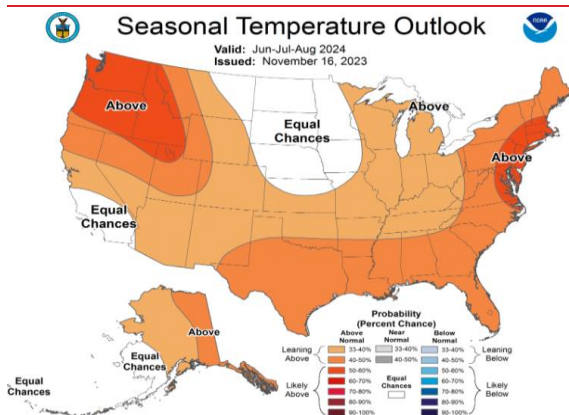 Seasonal Temperature Outlook
Valid: Jun-Jul-Aug 2024
Issued: November 16, 2023
NOAA
Above
Equal
Chances
Above
Above
Equal
Chances
Above
Equal
Chances
Equal
Chances
Probability
(Percent Chance)
Above Normal Near Normal Below Normal
Leaning Above 33-40% 33-40% 33-40% Leaning Below
40-50% 40-50% 40-50%
Likely Above 50-60% Equal Chances 50-60% Likely Below
60-70% 60-70%
70-80% 70-80%
80-90% 80-90%
90-100% 90-100%